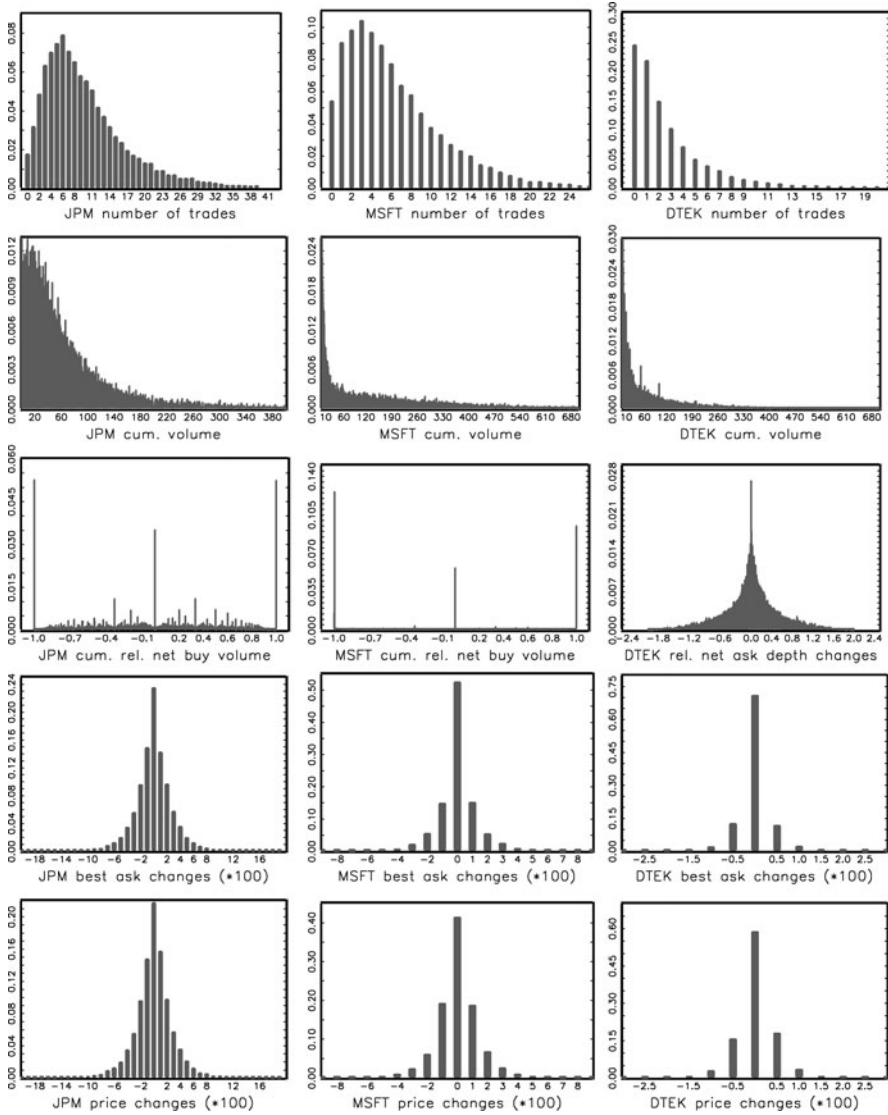 0.00 0.02 0.04 0.06 0.08
0 2 4 6 8 11 14 17 20 23 26 29 32 35 38 41
JPM number of trades
0.00 0.02 0.04 0.06 0.08 0.10
0 2 4 6 8 10 12 14 16 18 20 22 24
MSFT number of trades
0.00 0.05 0.10 0.15 0.20 0.25 0.30
0 1 2 3 4 5 6 7 8 9 11 13 15 17 19
DTEK number of trades
0.000 0.003 0.006 0.009 0.012
20 60 100 140 180 220 260 300 340 380
JPM cum. volume
0.000 0.006 0.012 0.018 0.024
10 60 120 190 260 330 400 470 540 610 680
MSFT cum. volume
0.000 0.006 0.012 0.018 0.024 0.030
10 60 120 190 260 330 400 470 540 610 680
DTEK cum. volume
0.000 0.015 0.030 0.045 0.060
-1.0 -0.7 -0.4 -0.1 0.2 0.4 0.6 1.0
JPM cum. rel. net buy volume
0.000 0.035 0.070 0.105 0.140
-1.0 -0.7 -0.4 -0.1 0.2 0.4 0.6 1.0
MSFT cum. rel. net buy volume
0.000 0.007 0.014 0.021 0.028
-2.4 -1.8 -1.2 -0.6 0.0 0.4 0.8 1.2 1.6 2.0 2.4
DTEK rel. net ask depth changes
0.00 0.04 0.08 0.12 0.16 0.20 0.24
-18 -14 -10 -6 -2 2 4 6 8 12 16
JPM best ask changes (*100)
0.00 0.10 0.20 0.30 0.40 0.50
-8 -6 -4 -2 0 1 2 3 4 5 6 7 8
MSFT best ask changes (*100)
0.00 0.15 0.30 0.45 0.60 0.75
-2.5 -1.5 -0.5 0.5 1.0 1.5 2.0 2.5
DTEK best ask changes (*100)
0.00 0.04 0.08 0.12 0.16 0.20
-18 -14 -10 -6 -2 2 4 6 8 12 16
JPM price changes (*100)
0.00 0.10 0.20 0.30 0.40
-8 -6 -4 -2 0 1 2 3 4 5 6 7 8
MSFT price changes (*100)
0.00 0.15 0.30 0.45 0.60
-2.5 -1.5 -0.5 0.5 1.0 1.5 2.0 2.5
DTEK price changes (*100)